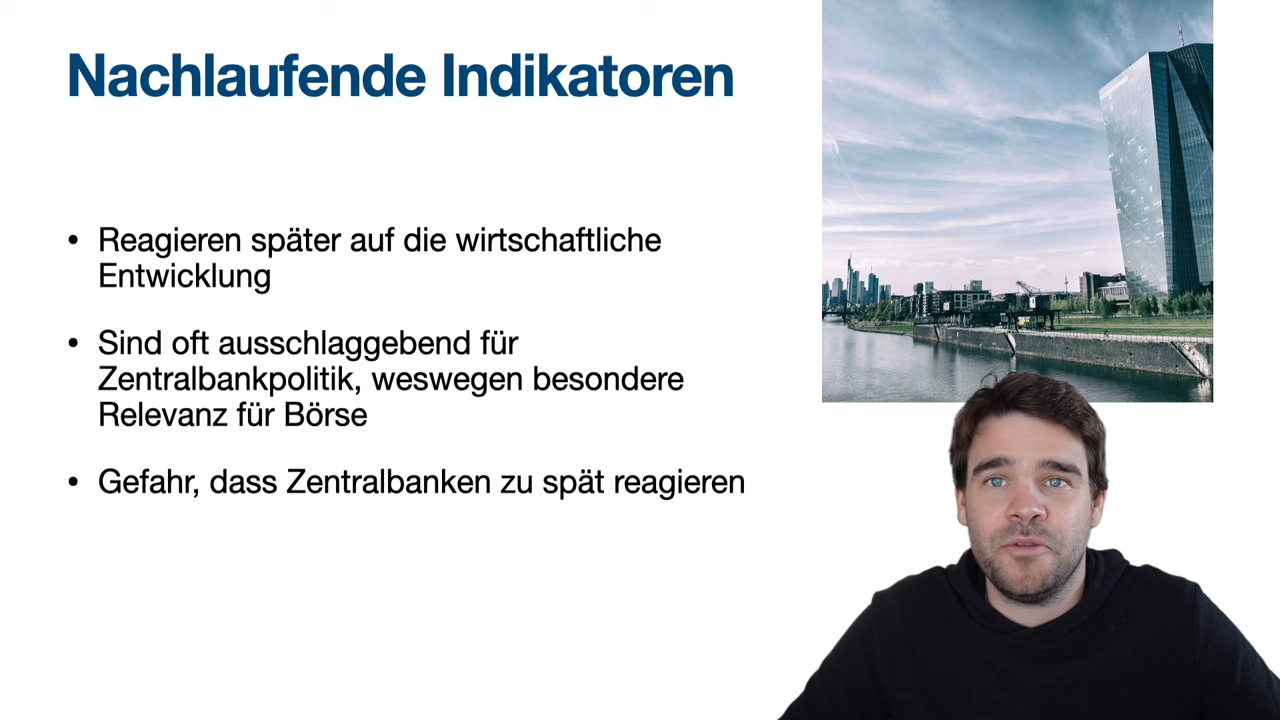 Nachlaufende Indikatoren
• Reagieren später auf die wirtschaftliche
Entwicklung
• Sind oft ausschlaggebend für
Zentralbankpolitik, weswegen besondere
Relevanz für Börse
• Gefahr, dass Zentralbanken zu spät reagieren